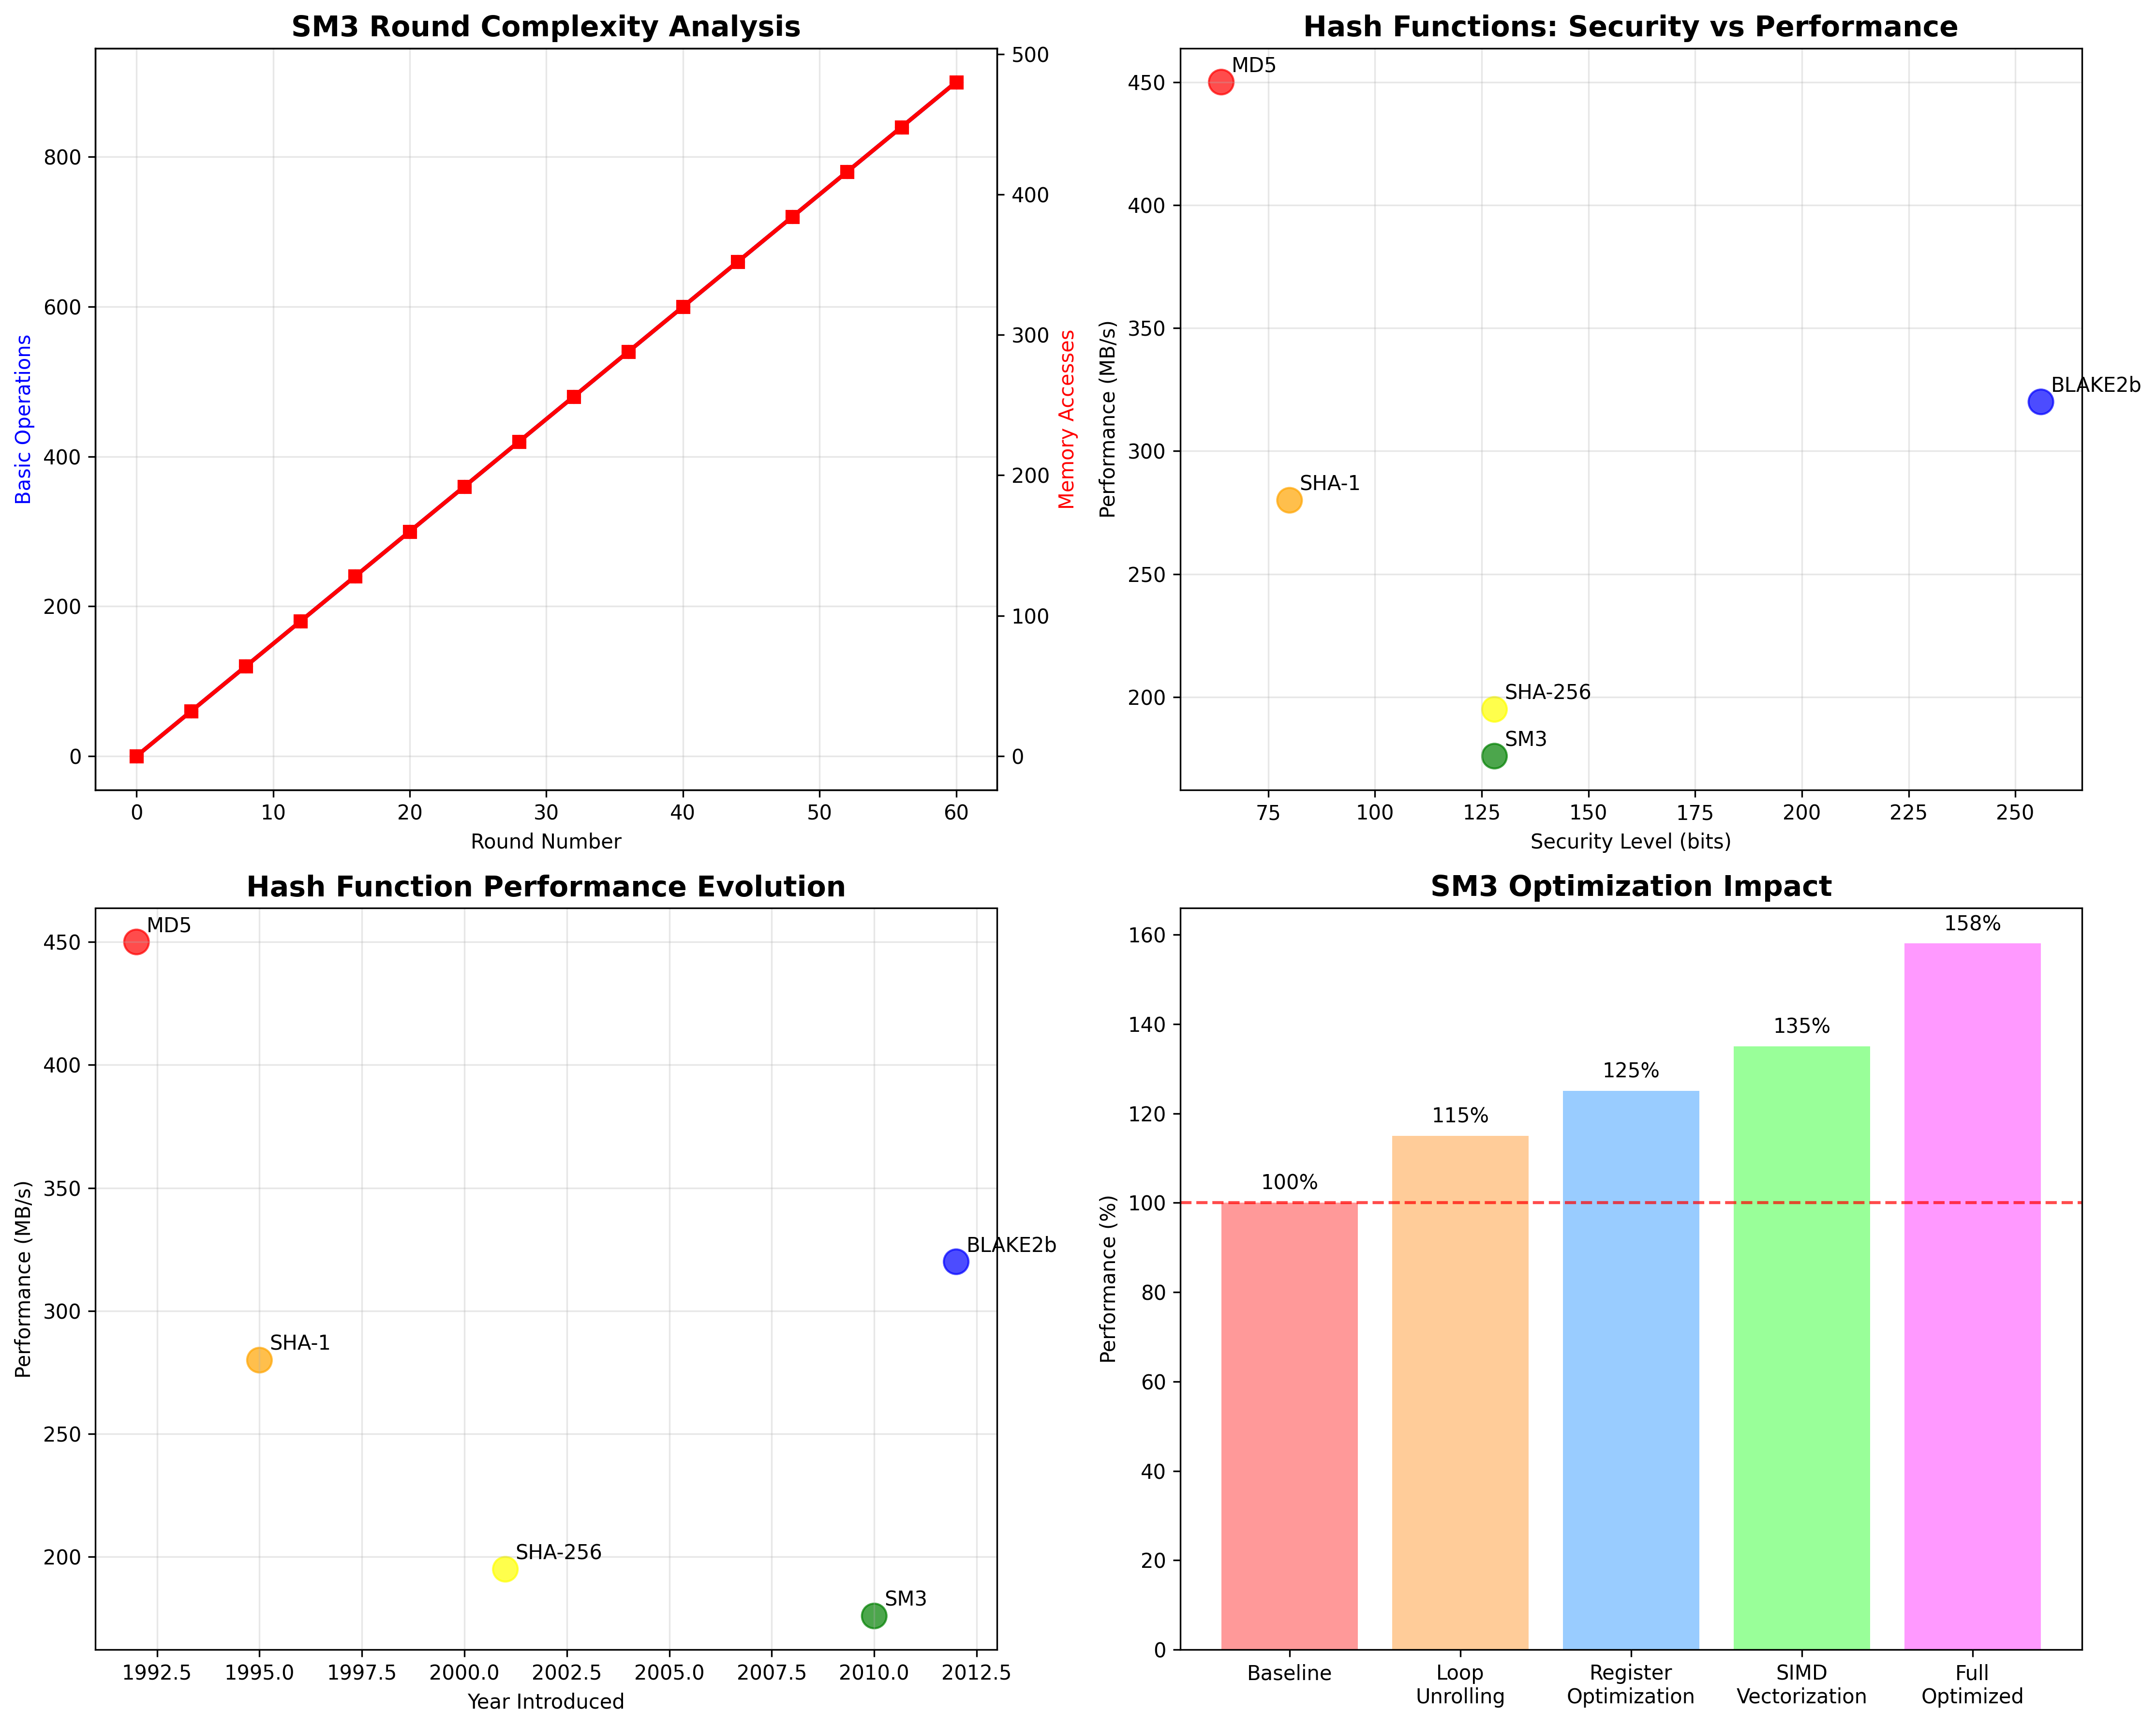 SM3 Round Complexity Analysis
Basic Operations
800
600
400
200
0
500
400
300
200
100
0
Memory Accesses
0 10 20 30 40 50 60
Round Number
Hash Functions: Security vs Performance
Performance (MB/s)
450
400
350
300
250
200
MD5
BLAKE2b
SHA-1
SHA-256
SM3
75 100 125 150 175 200 225 250
Security Level (bits)
Hash Function Performance Evolution
Performance (MB/s)
450
400
350
300
250
200
MD5
BLAKE2b
SHA-1
SHA-256
SM3
1992.5 1995.0 1997.5 2000.0 2002.5 2005.0 2007.5 2010.0 2012.5
Year Introduced
SM3 Optimization Impact
Performance (%)
160
140
120
100
80
60
40
20
0
100%
115%
125%
135%
158%
Baseline
Loop
Unrolling
Register
Optimization
SIMD
Vectorization
Full
Optimized